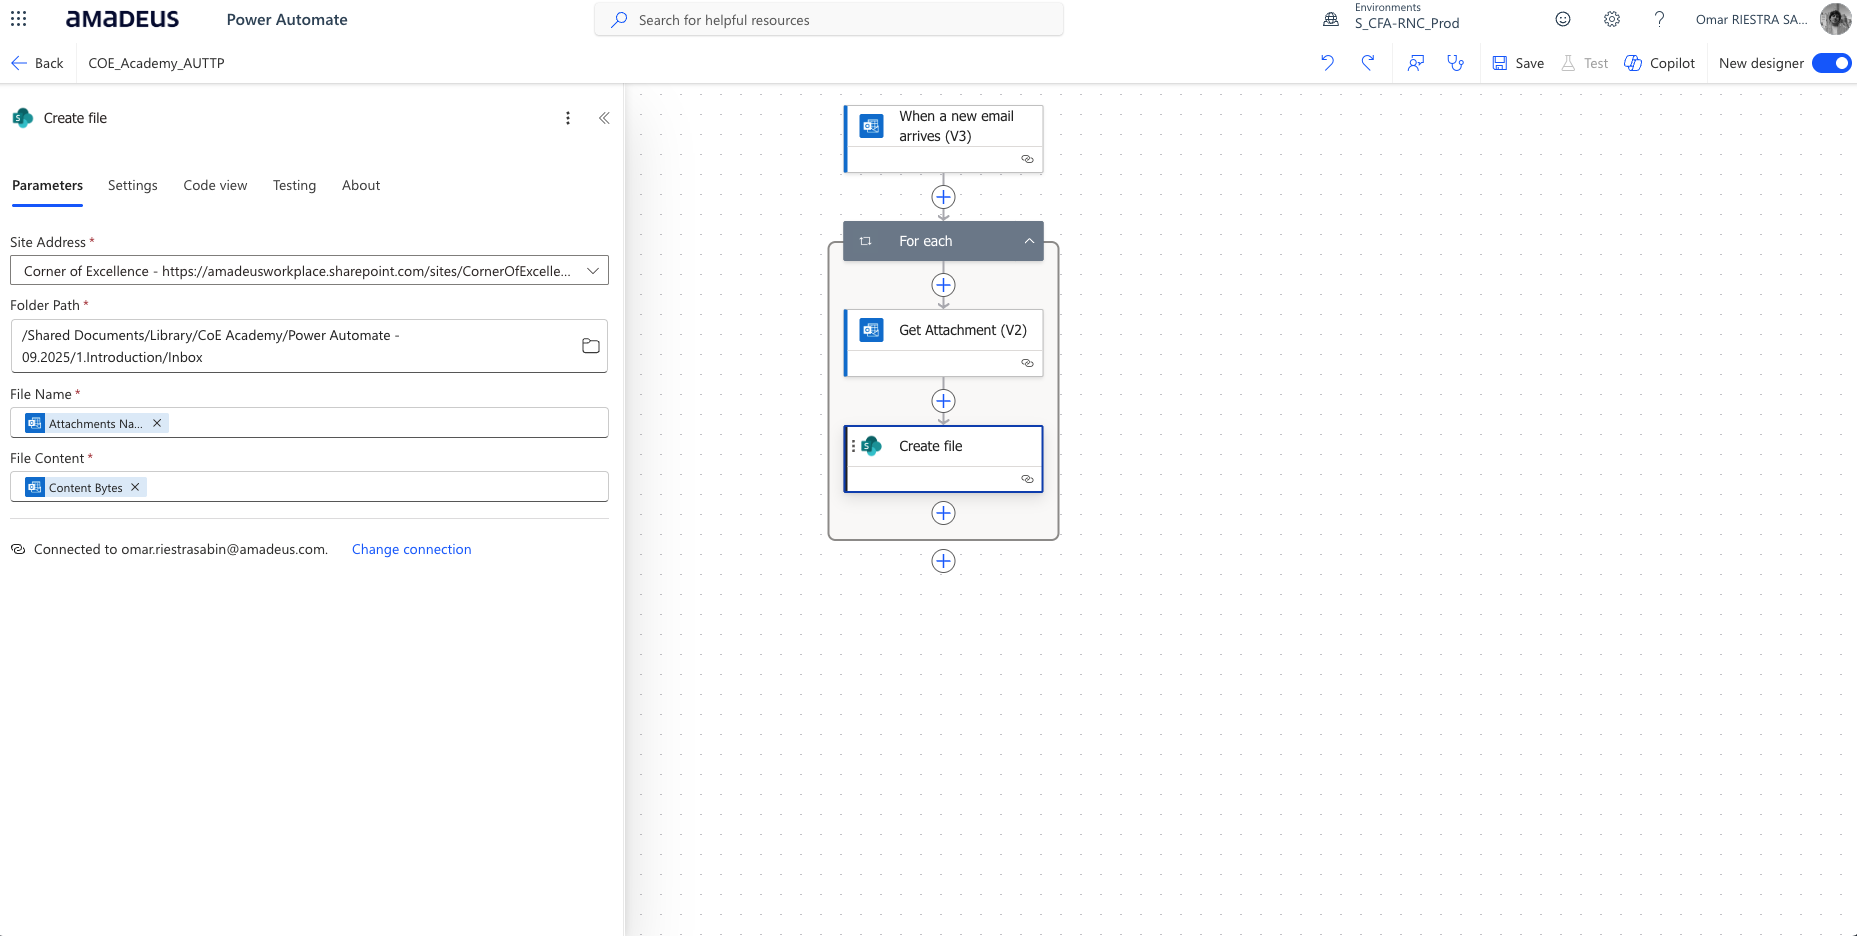 amadeus
Power Automate
Search for helpful resources
Environments
S_CFA-RNC_Prod
Omar RIESTRA SA...
Back
COE_Academy_AUTTP
Save
Test
Copilot
New designer
Create file
Parameters
Settings
Code view
Testing
About
Site Address *
Corner of Excellence - https://amadeusworkplace.sharepoint.com/sites/CornerOfExcelle...
Folder Path *
/Shared Documents/Library/CoE Academy/Power Automate -
09.2025/1.Introduction/Inbox
File Name *
Attachments Na...
File Content *
Content Bytes
Connected to omar.riestrasabin@amadeus.com.
Change connection
When a new email
arrives (V3)
For each
Get Attachment (V2)
Create file